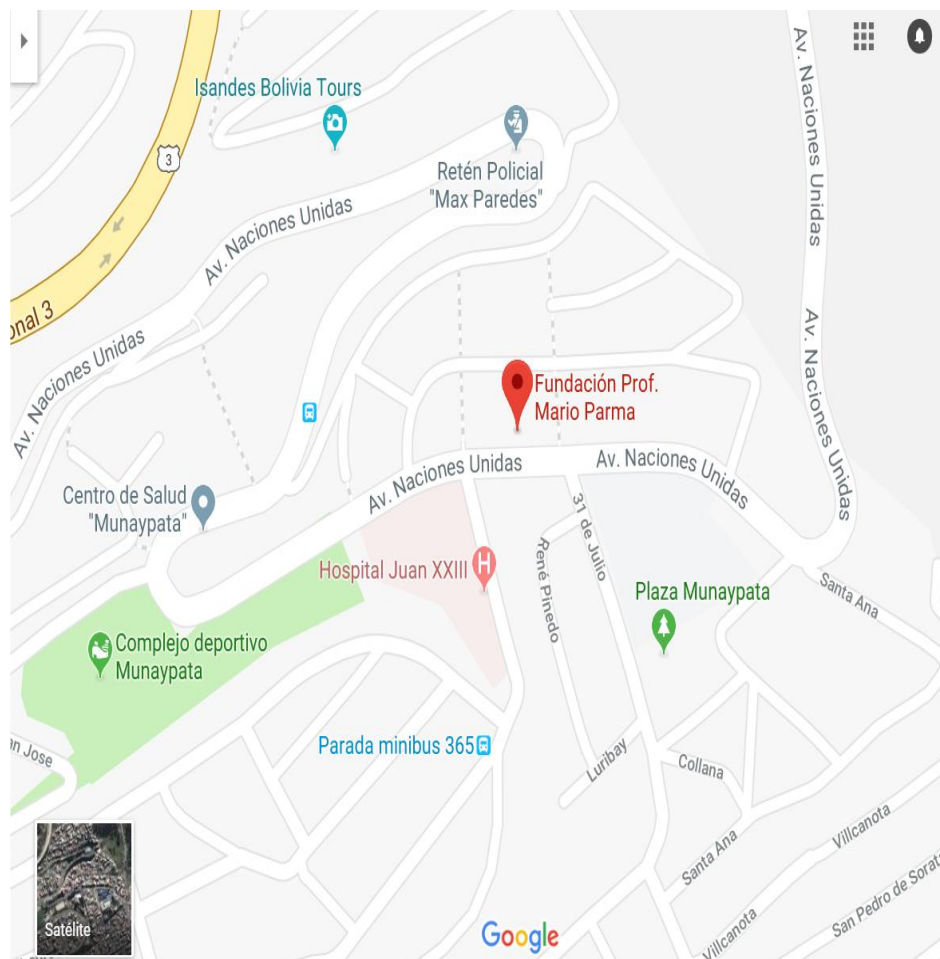 Isandes Bolivia Tours
3
Retén Policial
"Max Paredes"
Av. Naciones Unidas
Av. Naciones Unidas
onal 3
Av. Naciones Unidas
Av. Naciones Unidas
Fundación Prof.
Mario Parma
Av. Naciones Unidas
Av. Naciones Unidas
Centro de Salud
"Munaypata"
31 de Julio
Hospital Juan XXIII
H
René Pinedo
Santa Ana
Plaza Munaypata
Complejo deportivo
Munaypata
an Jose
Parada minibus 365
Luribay
Collana
Villcanota
Santa Ana
San Pedro de Sorat
Villcanota
Satélite
Google